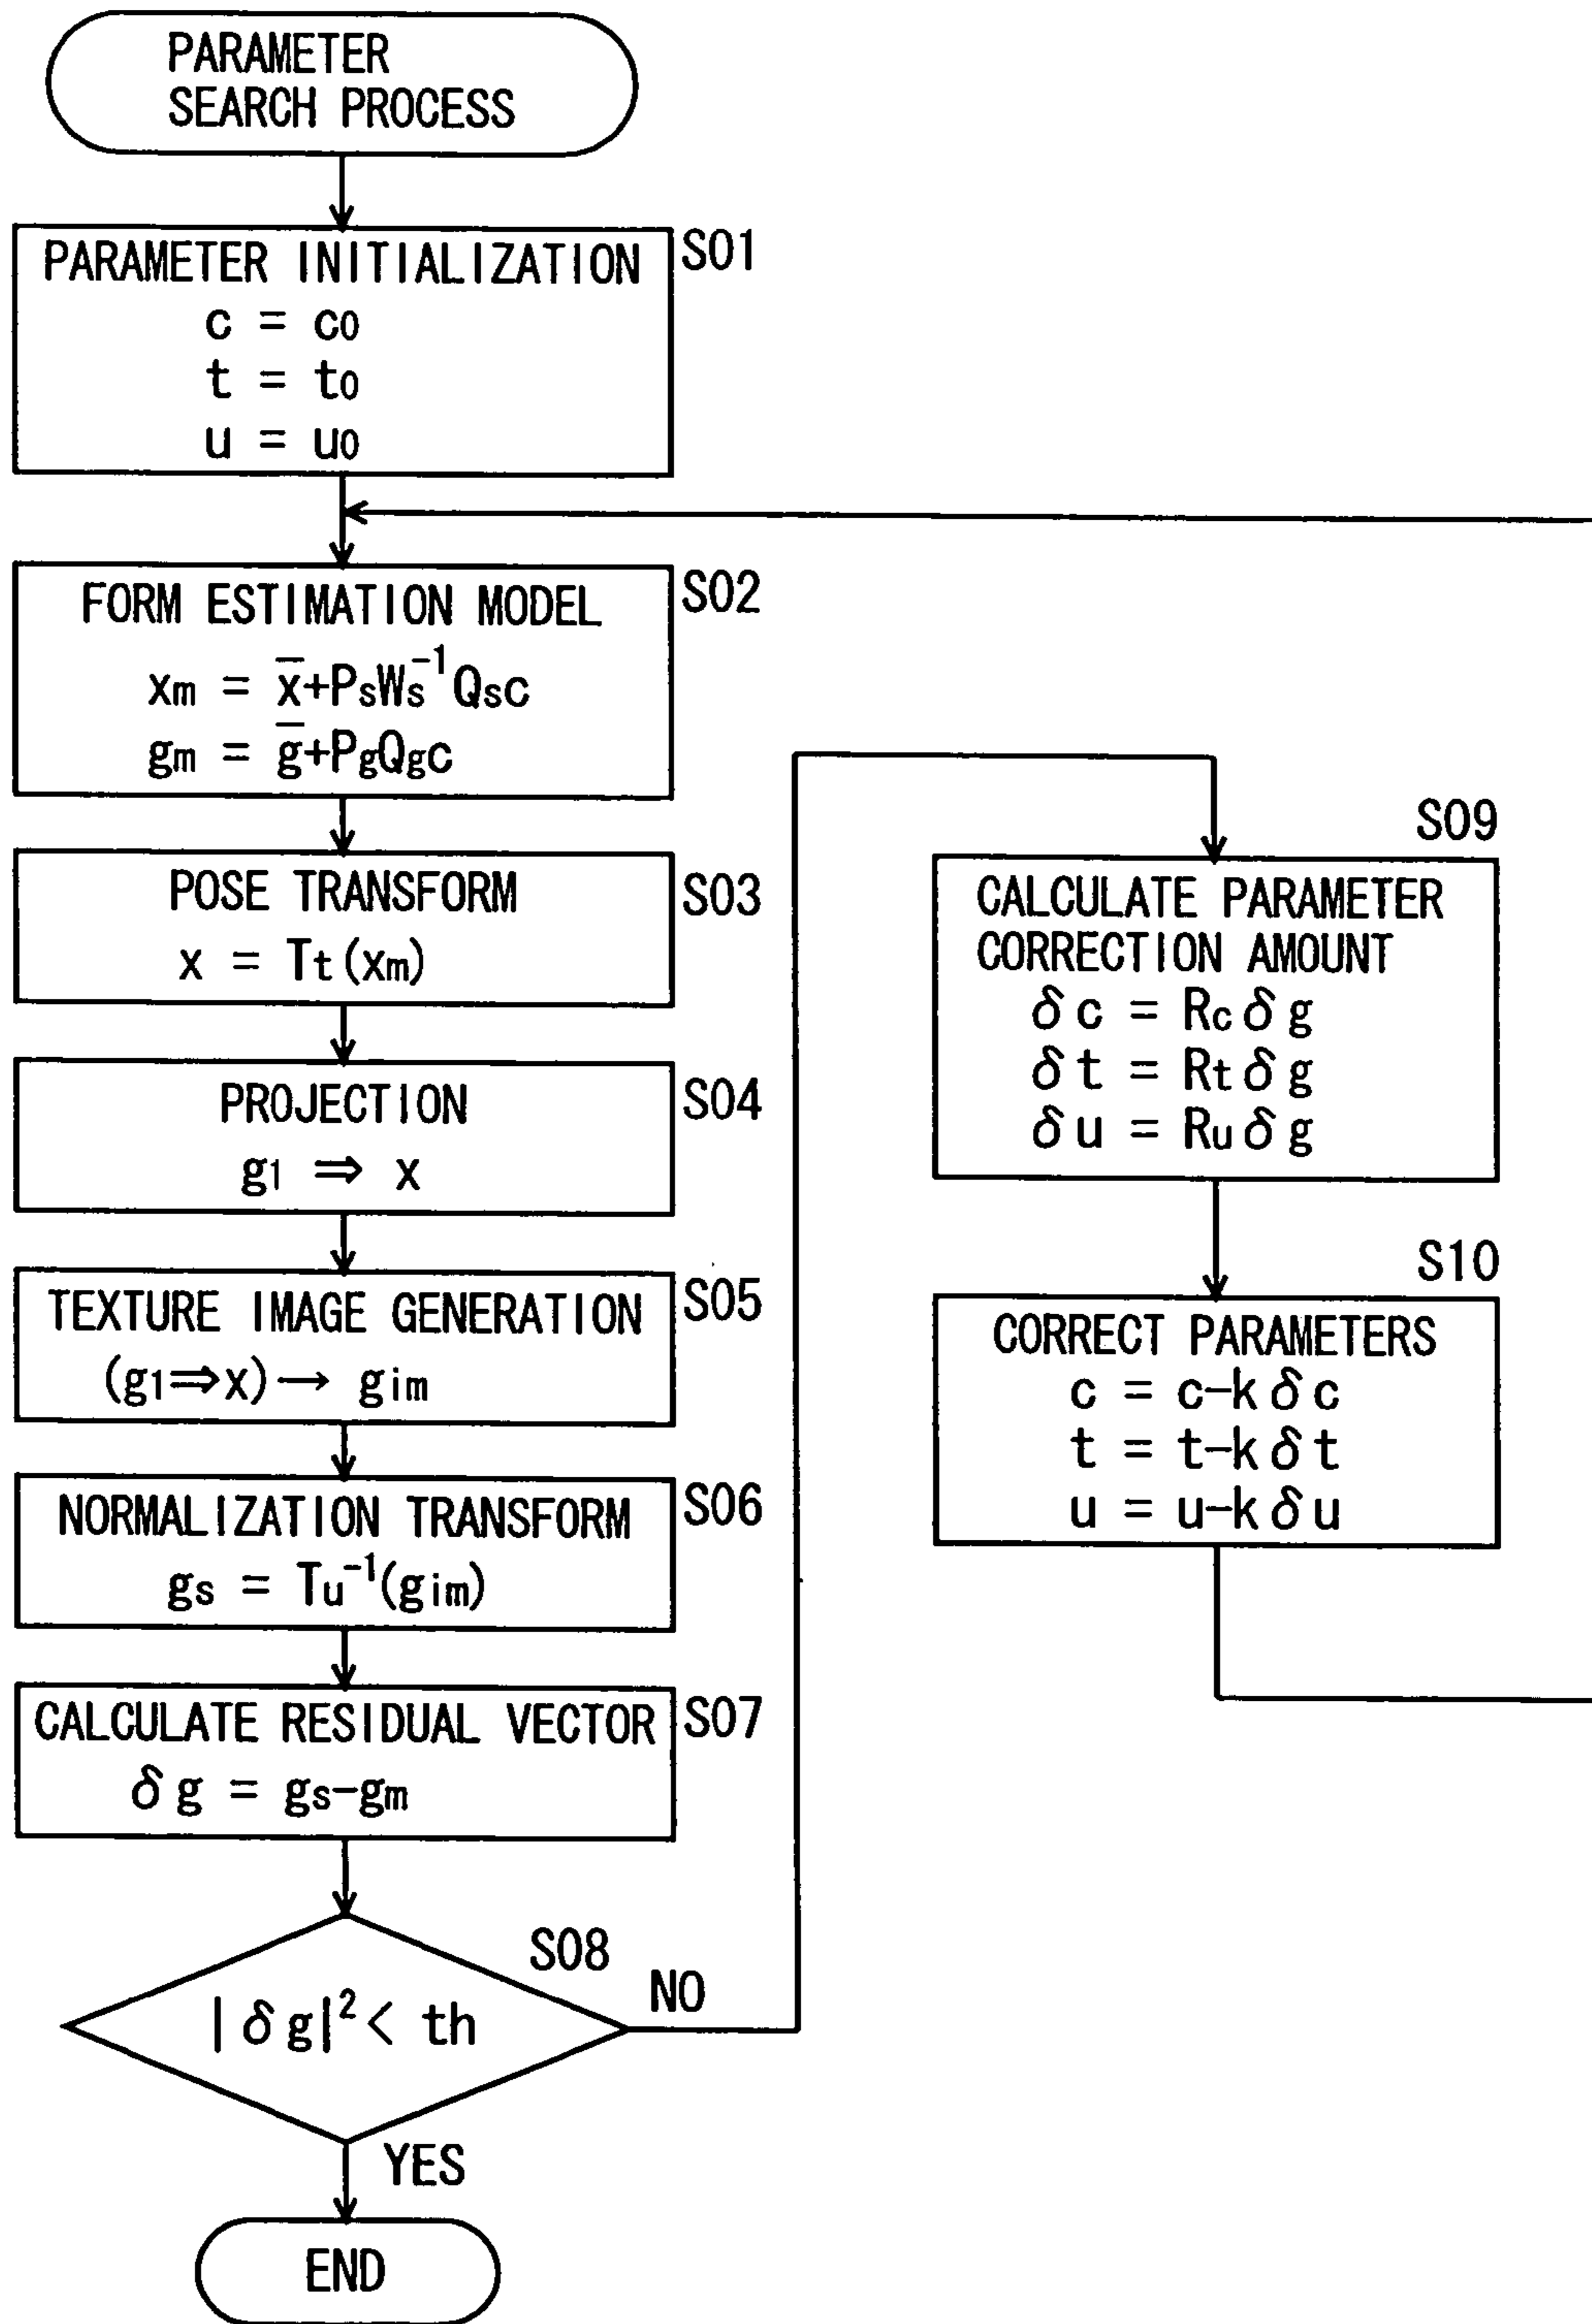 PARAMETER
SEARCH PROCESS
PARAMETER INITIALIZATION
S01
c = c₀
t = t₀
u = u₀
FORM ESTIMATION MODEL
S02
xₘ = x̄+PₛWₛ⁻¹Qₛc
gₘ = ḡ+P_gQ_gc
POSE TRANSFORM
S03
x = Tₜ(xₘ)
PROJECTION
S04
g₁ ⇒ x
TEXTURE IMAGE GENERATION
S05
(g₁⇒x)→ gᵢₘ
NORMALIZATION TRANSFORM
S06
gₛ = Tᵤ⁻¹(gᵢₘ)
CALCULATE RESIDUAL VECTOR
S07
δg = gₛ-gₘ
S08
|δg|²< th
NO
YES
END
S09
CALCULATE PARAMETER
CORRECTION AMOUNT
δc = R_cδg
δt = Rₜδg
δu = Rᵤδg
S10
CORRECT PARAMETERS
c = c-kδc
t = t-kδt
u = u-kδu